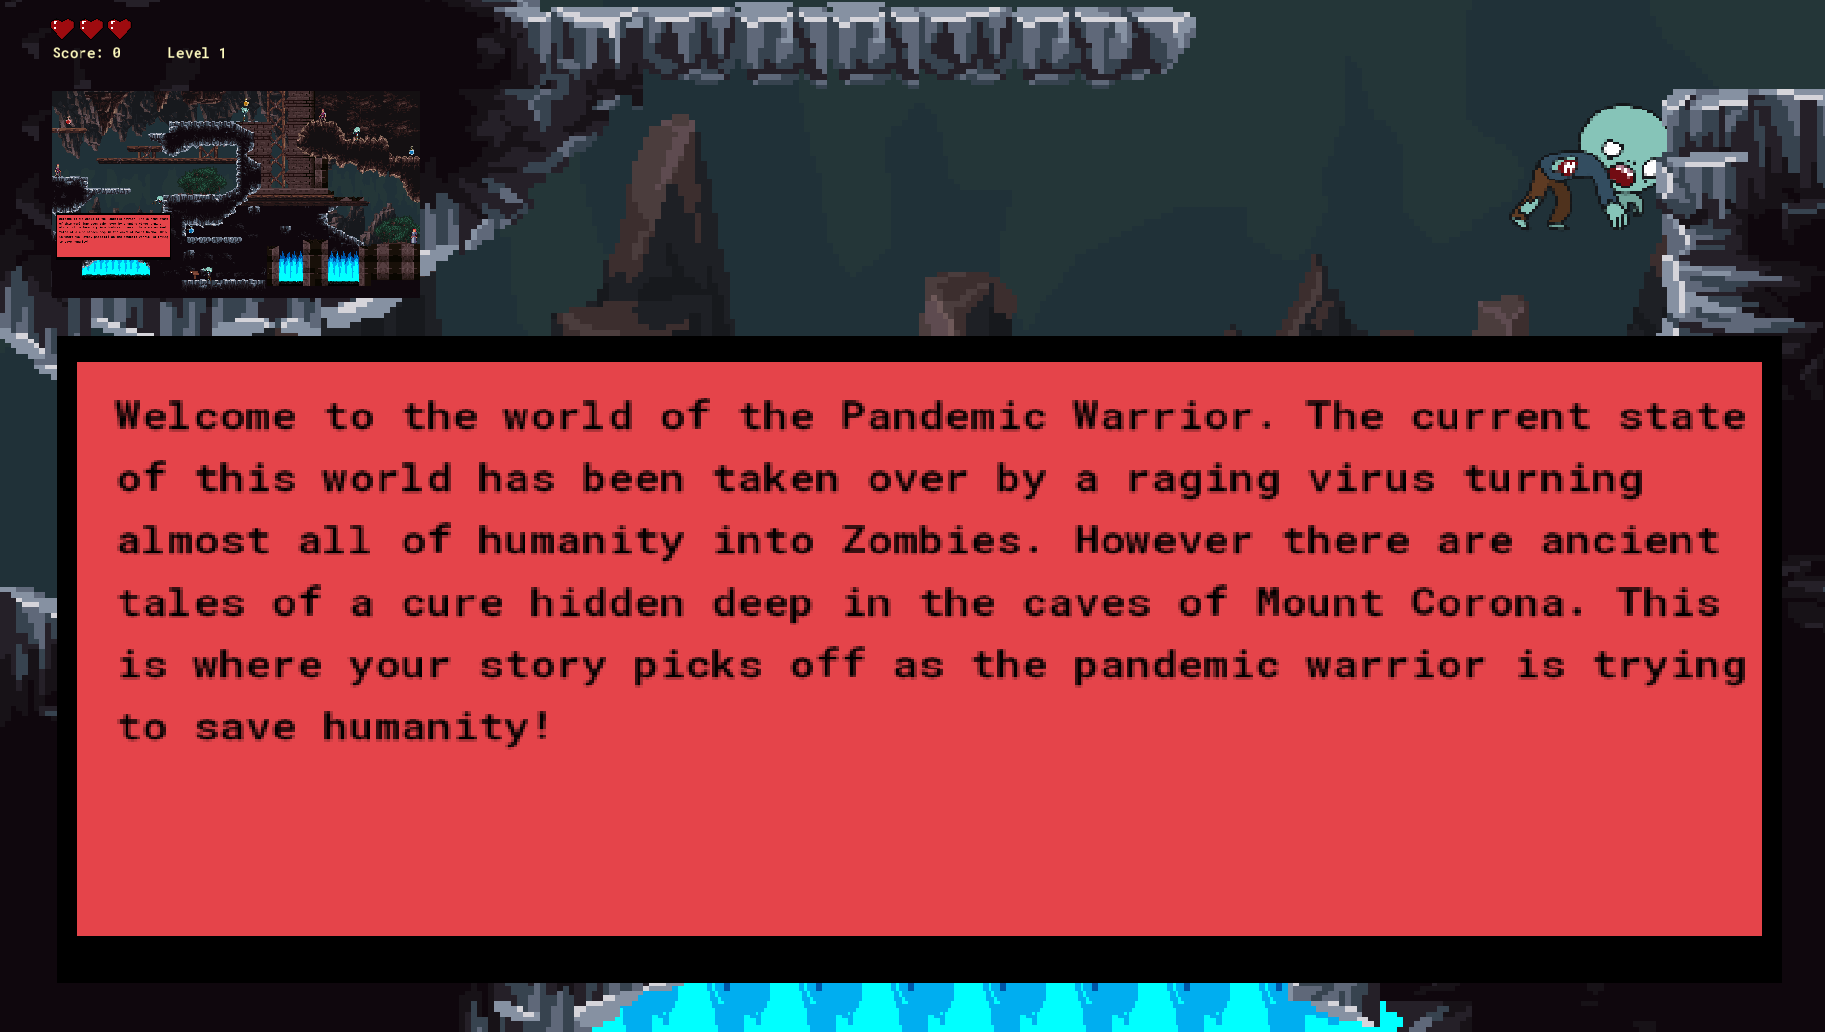 Score: 0 Level 1
Welcome to the world of the Pandemic Warrior. The current state
of this world has been taken over by a raging virus turning
almost all of humanity into Zombies. However there are ancient
tales of a cure hidden deep in the caves of Mount Corona. This
is where your story picks off as the pandemic warrior is trying
to save humanity!